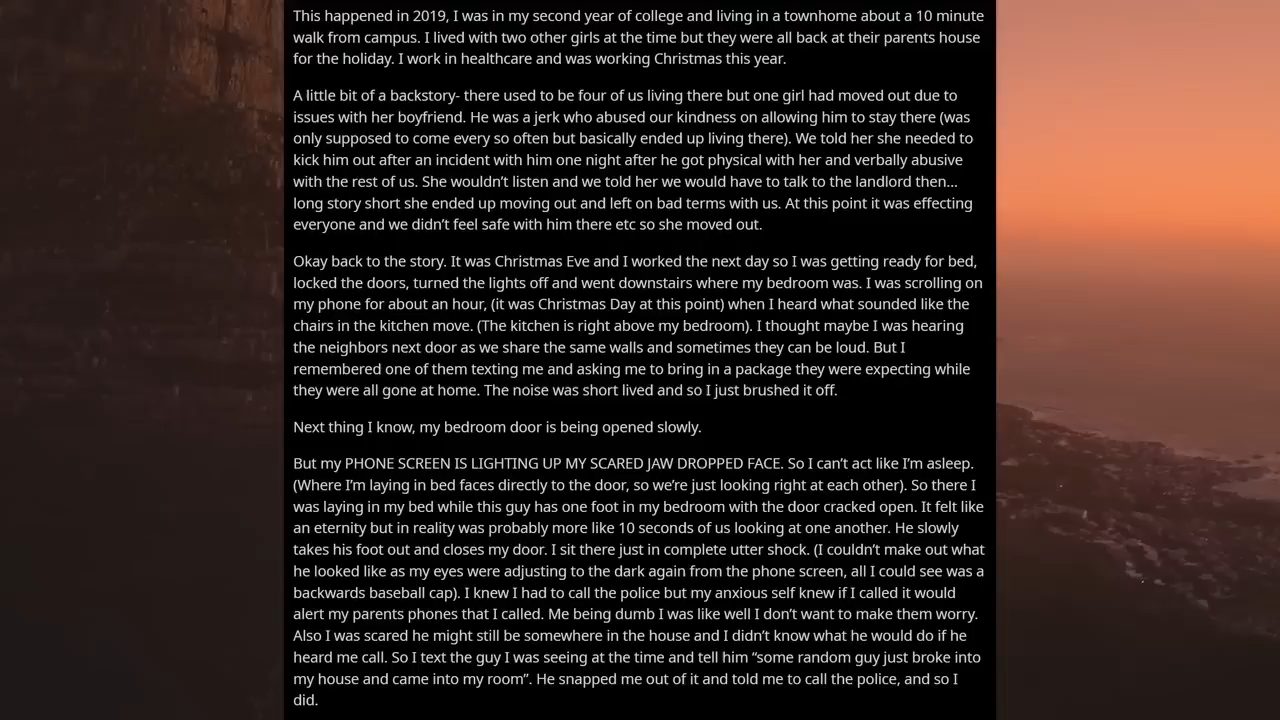 This happened in 2019, I was in my second year of college and living in a townhome about a 10 minute
walk from campus. I lived with two other girls at the time but they were all back at their parents house
for the holiday. I work in healthcare and was working Christmas this year.
A little bit of a backstory- there used to be four of us living there but one girl had moved out due to
issues with her boyfriend. He was a jerk who abused our kindness on allowing him to stay there (was
only supposed to come every so often but basically ended up living there). We told her she needed to
kick him out after an incident with him one night after he got physical with her and verbally abusive
with the rest of us. She wouldn’t listen and we told her we would have to talk to the landlord then…
long story short she ended up moving out and left on bad terms with us. At this point it was effecting
everyone and we didn’t feel safe with him there etc so she moved out.
Okay back to the story. It was Christmas Eve and I worked the next day so I was getting ready for bed,
locked the doors, turned the lights off and went downstairs where my bedroom was. I was scrolling on
my phone for about an hour, (it was Christmas Day at this point) when I heard what sounded like the
chairs in the kitchen move. (The kitchen is right above my bedroom). I thought maybe I was hearing
the neighbors next door as we share the same walls and sometimes they can be loud. But I
remembered one of them texting me and asking me to bring in a package they were expecting while
they were all gone at home. The noise was short lived and so I just brushed it off.
Next thing I know, my bedroom door is being opened slowly.
But my PHONE SCREEN IS LIGHTING UP MY SCARED JAW DROPPED FACE. So I can’t act like I’m asleep.
(Where I’m laying in bed faces directly to the door, so we’re just looking right at each other). So there I
was laying in my bed while this guy has one foot in my bedroom with the door cracked open. It felt like
an eternity but in reality was probably more like 10 seconds of us looking at one another. He slowly
takes his foot out and closes my door. I sit there just in complete utter shock. (I couldn’t make out what
he looked like as my eyes were adjusting to the dark again from the phone screen, all I could see was a
backwards baseball cap). I knew I had to call the police but my anxious self knew if I called it would
alert my parents phones that I called. Me being dumb I was like well I don’t want to make them worry.
Also I was scared he might still be somewhere in the house and I didn’t know what he would do if he
heard me call. So I text the guy I was seeing at the time and tell him “some random guy just broke into
my house and came into my room”. He snapped me out of it and told me to call the police, and so I
did.